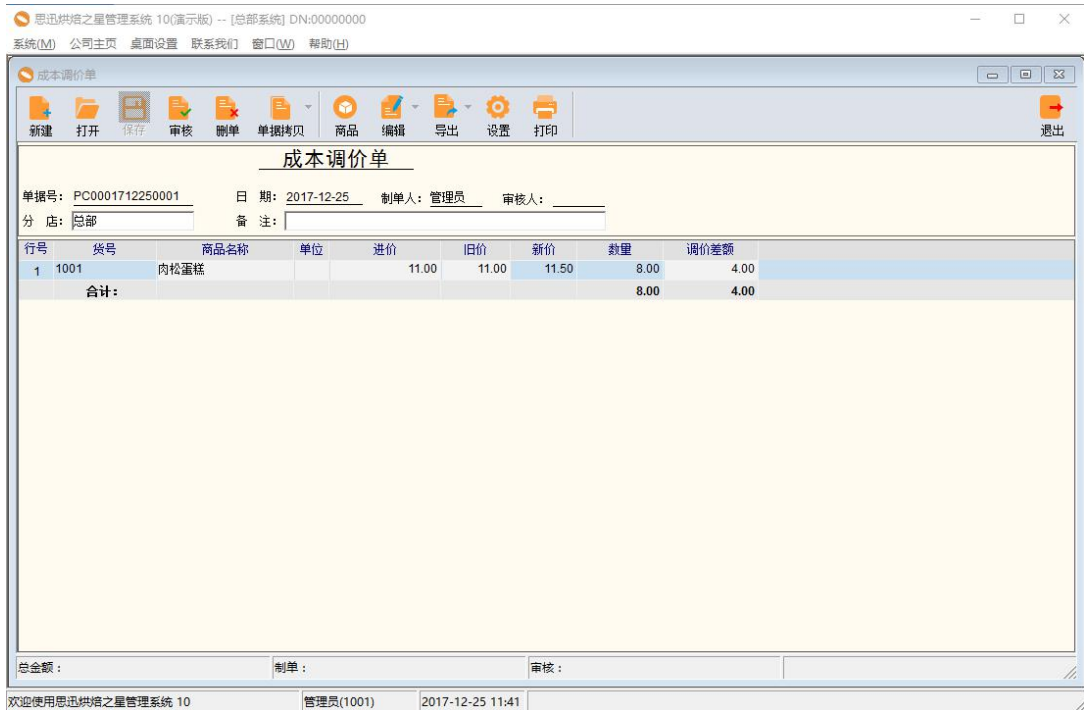 思迅烘焙之星管理系统 10(演示版) -- [总部系统] DN:00000000
系统(M) 公司主页 桌面设置 联系我们 窗口(W) 帮助(H)
成本调价单
新建 打开 保存 审核 删单 单据拷贝 商品 编辑 导出 设置 打印 退出
成本调价单
单据号: PC0001712250001 日 期: 2017-12-25 制单人: 管理员 审核人:
分 店: 总部 备 注:
行号 货号 商品名称 单位 进价 旧价 新价 数量 调价差额
1 1001 肉松蛋糕 11.00 11.00 11.50 8.00 4.00
合计: 8.00 4.00
总金额: 制单: 审核:
欢迎使用思迅烘焙之星管理系统 10 管理员(1001) 2017-12-25 11:41